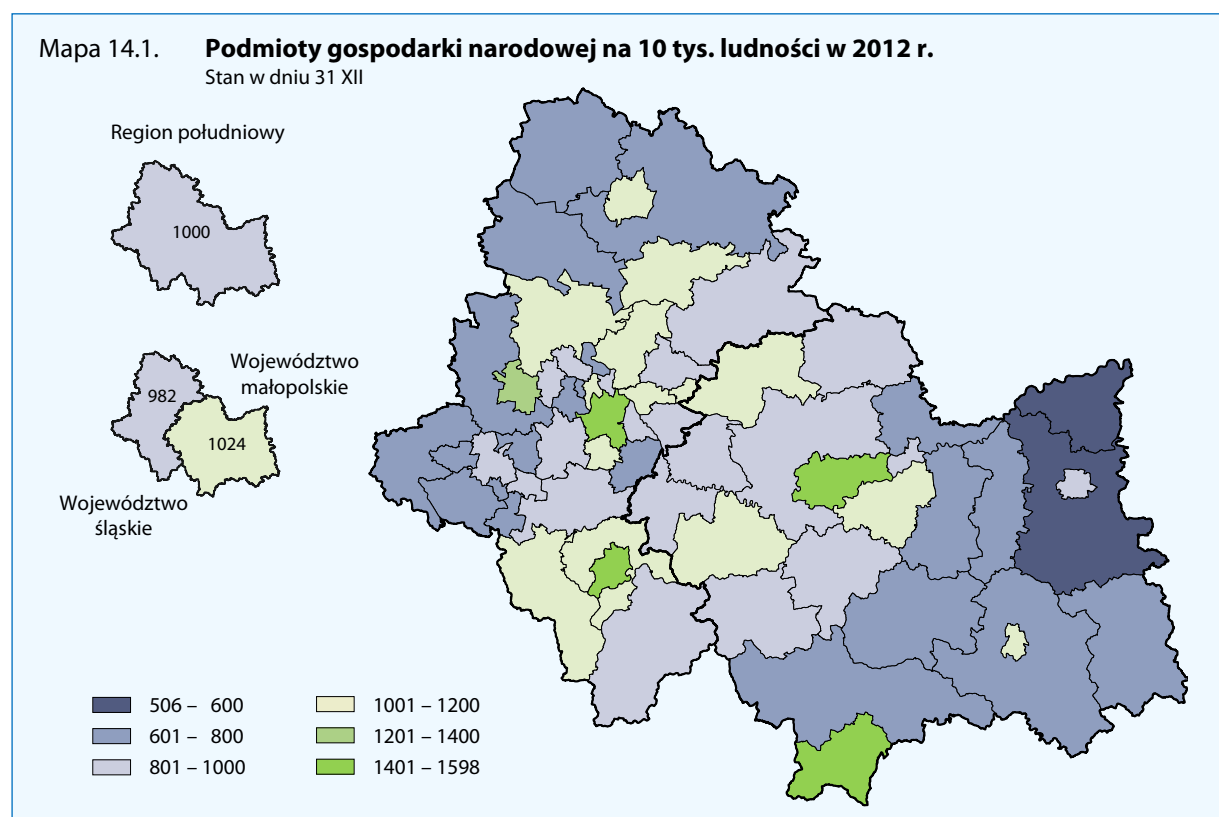 Mapa 14.1. Podmioty gospodarki narodowej na 10 tys. ludności w 2012 r.
Stan w dniu 31 XII
Region południowy
1000
Województwo
małopolskie
982
1024
Województwo
śląskie
506 – 600
601 – 800
801 – 1000
1001 – 1200
1201 – 1400
1401 – 1598